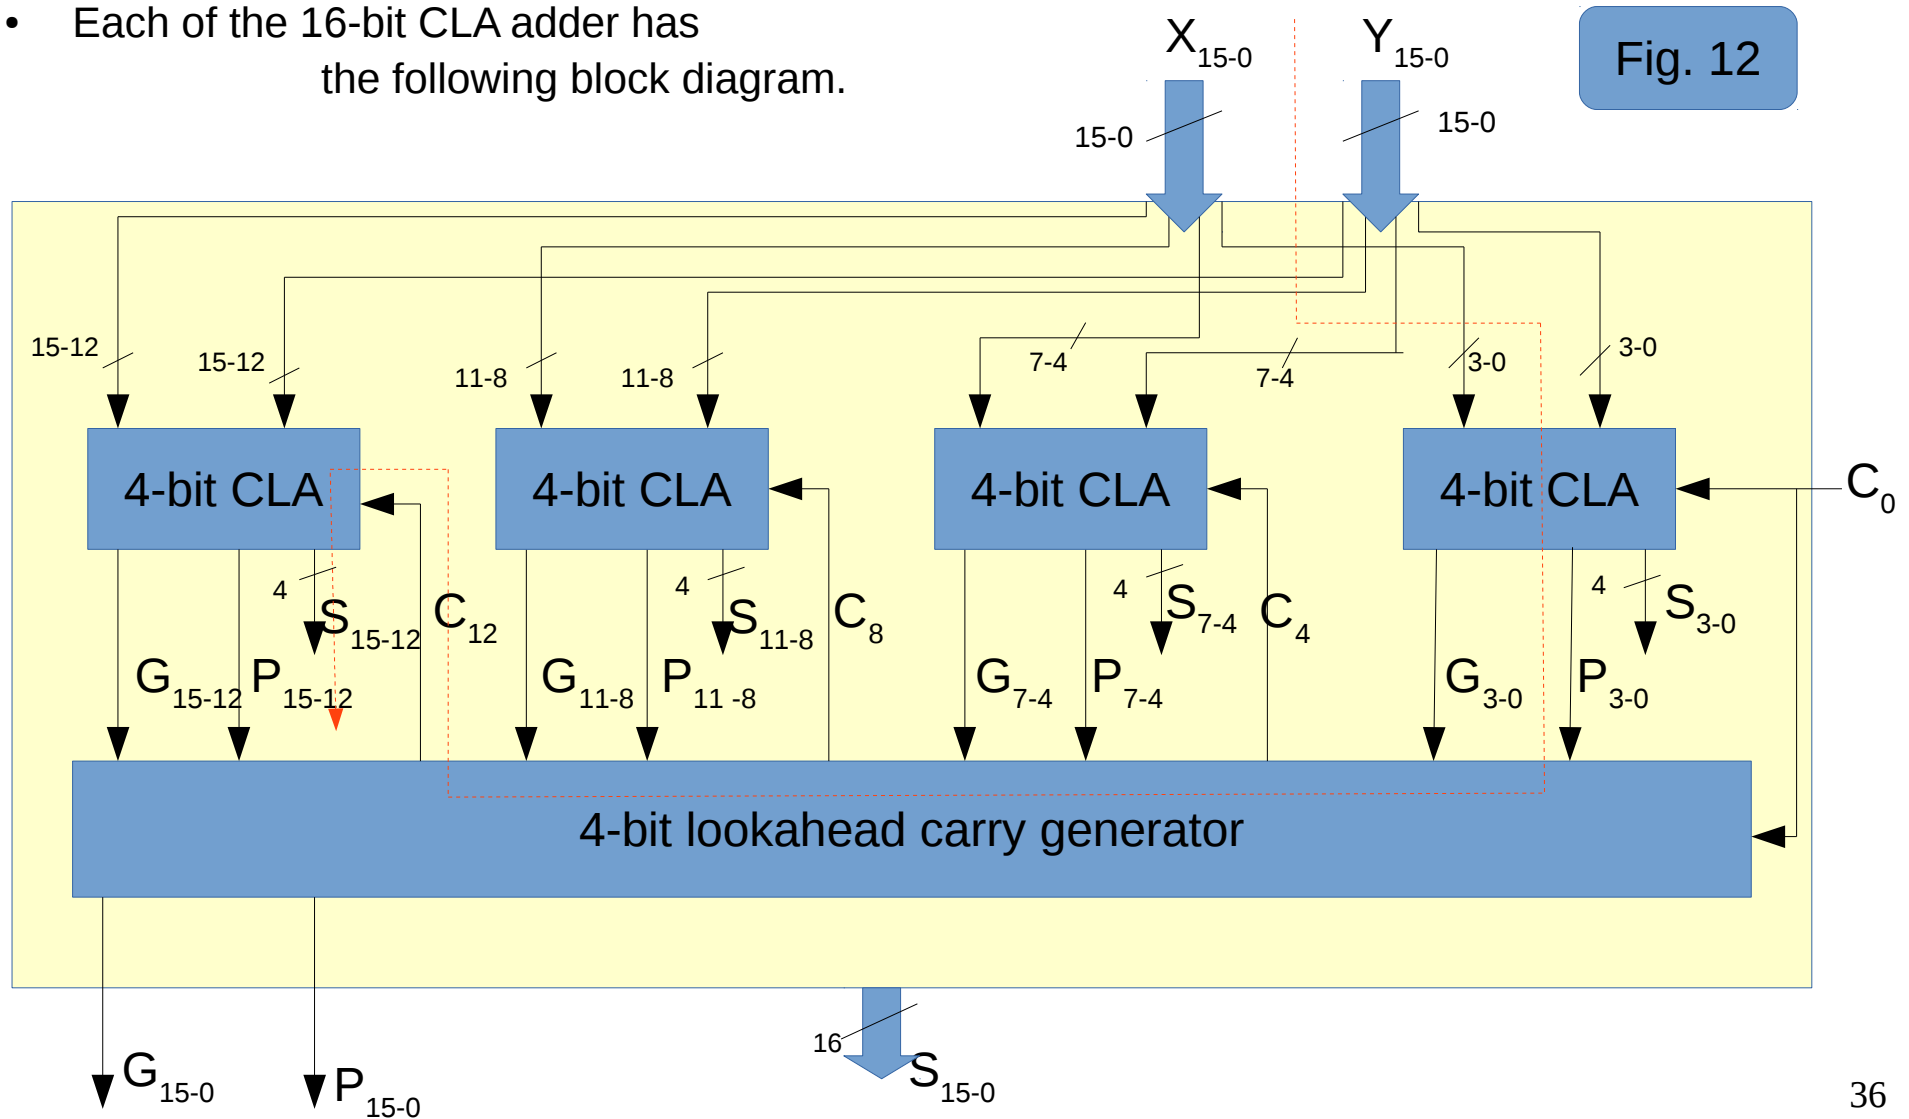 • Each of the 16-bit CLA adder has
the following block diagram.
X15-0
Y15-0
Fig. 12
15-0
15-0
15-12
15-12
11-8
11-8
7-4
7-4
3-0
3-0
4-bit CLA
4-bit CLA
4-bit CLA
4-bit CLA
C0
4
S15-12
C12
4
S11-8
C8
4
S7-4
C4
4
S3-0
G15-12
P15-12
G11-8
P11 -8
G7-4
P7-4
G3-0
P3-0
4-bit lookahead carry generator
16
G15-0
P15-0
S15-0
36